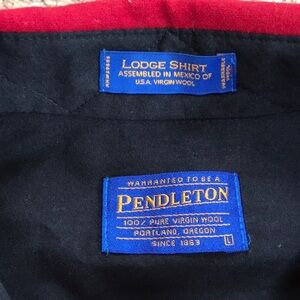 LODGE SHIRT
ASSEMBLED IN MEXICO OF
U.S.A. VIRGIN WOOL
WARRANTED TO BE A
PENDLETON
100% PURE VIRGIN WOOL
PORTLAND, OREGON
SINCE 1863
L